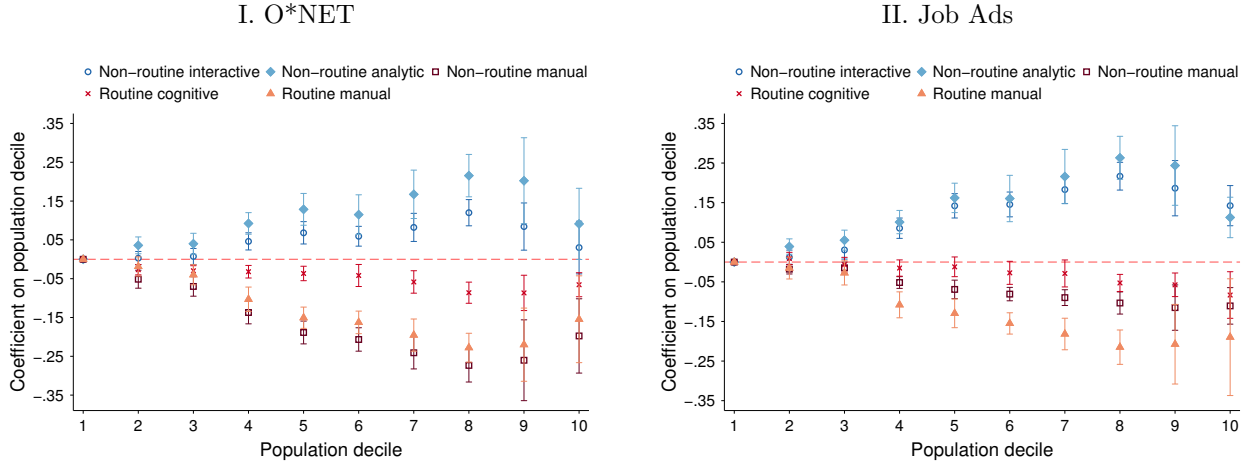 I. O*NET
Non−routine interactive Non−routine analytic Non−routine manual
Routine cognitive Routine manual
Coefficient on population decile
.35
.25
.15
.05
−.05
−.15
−.25
−.35
1 2 3 4 5 6 7 8 9 10
Population decile
II. Job Ads
Non−routine interactive Non−routine analytic Non−routine manual
Routine cognitive Routine manual
Coefficient on population decile
.35
.25
.15
.05
−.05
−.15
−.25
−.35
1 2 3 4 5 6 7 8 9 10
Population decile